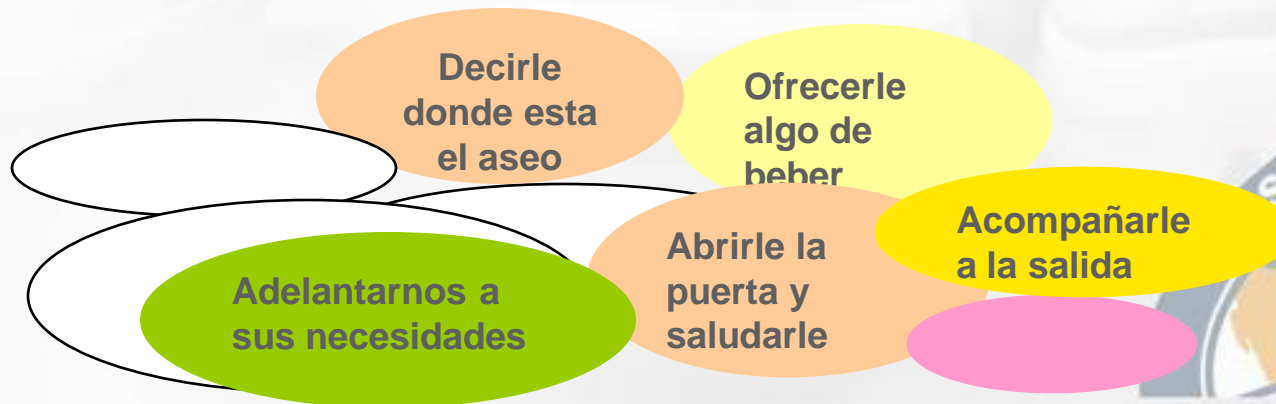 Decirle
donde esta
el aseo
Ofrecerle
algo de
beber
Abrirle la
puerta y
saludarle
Acompañarle
a la salida
Adelantarnos a
sus necesidades